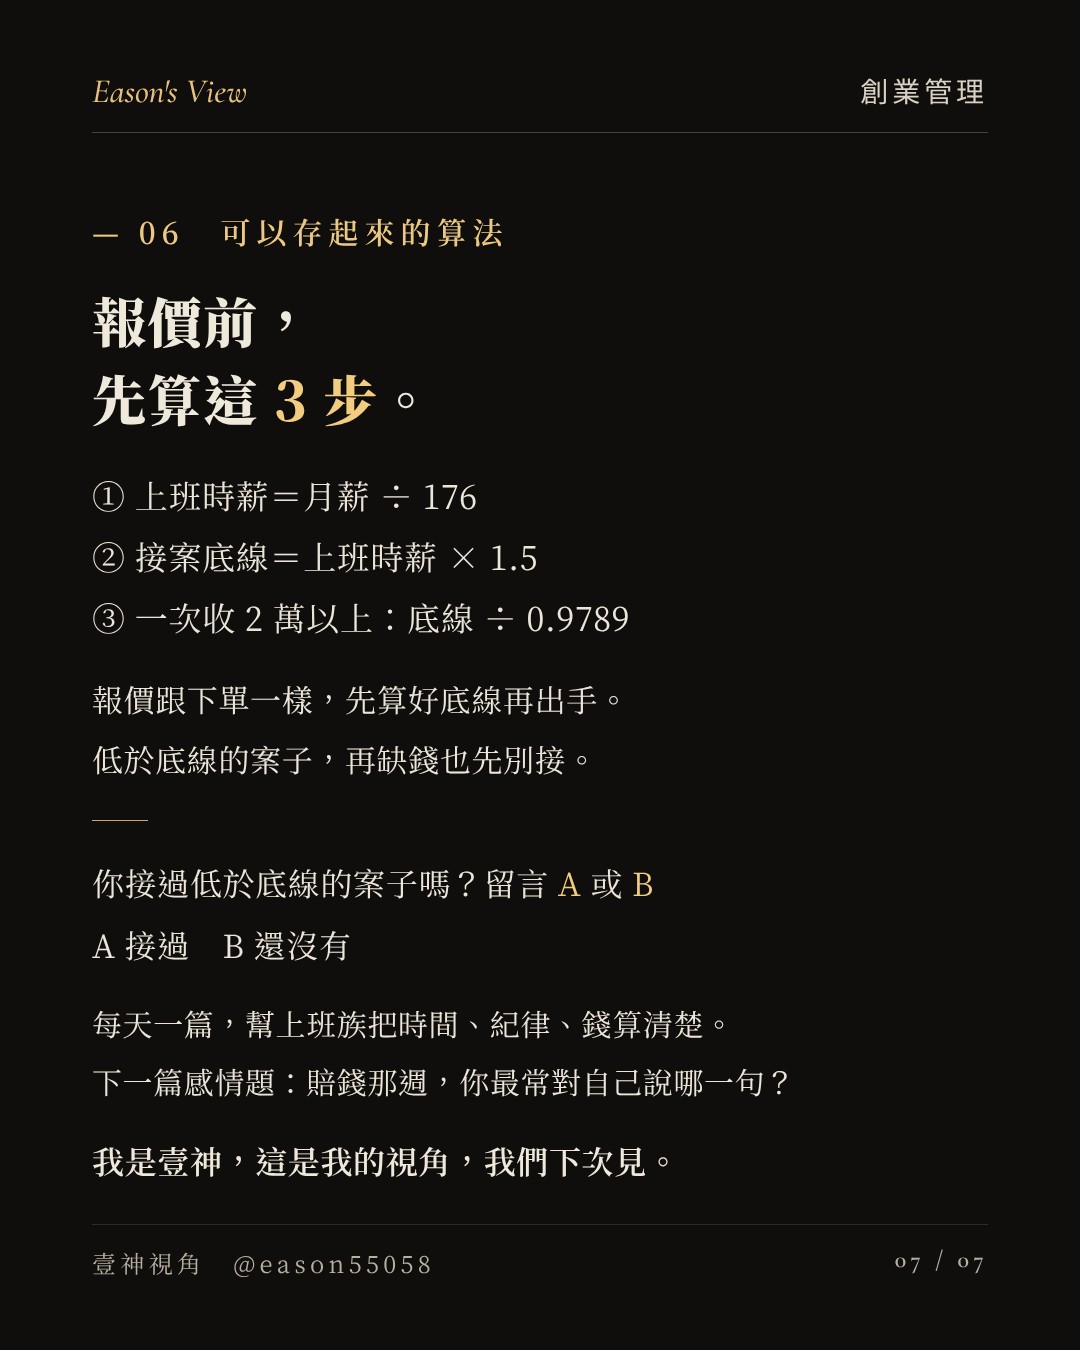 Eason's View
創業管理
— 06 可以存起來的算法
報價前，
先算這 3 步。
① 上班時薪＝月薪 ÷ 176
② 接案底線＝上班時薪 × 1.5
③ 一次收 2 萬以上：底線 ÷ 0.9789
報價跟下單一樣，先算好底線再出手。
低於底線的案子，再缺錢也先別接。
你接過低於底線的案子嗎？留言 A 或 B
A 接過　B 還沒有
每天一篇，幫上班族把時間、紀律、錢算清楚。
下一篇感情題：賠錢那週，你最常對自己說哪一句？
我是壹神，這是我的視角，我們下次見。
壹神視角　@eason55058
07 / 07